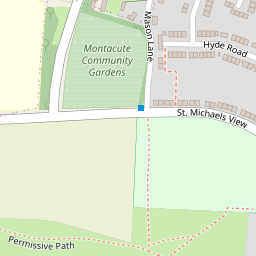 Montacute
Community
Gardens
Mason Lane
Hyde Road
St. Michaels View
Permissive Path